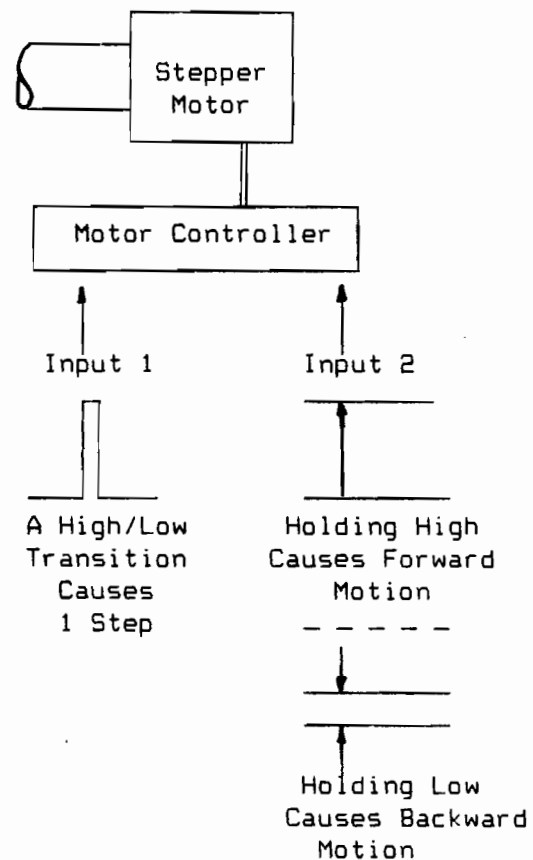 Stepper
Motor
Motor Controller
Input 1
Input 2
A High/Low
Transition
Causes
1 Step
Holding High
Causes Forward
Motion
Holding Low
Causes Backward
Motion